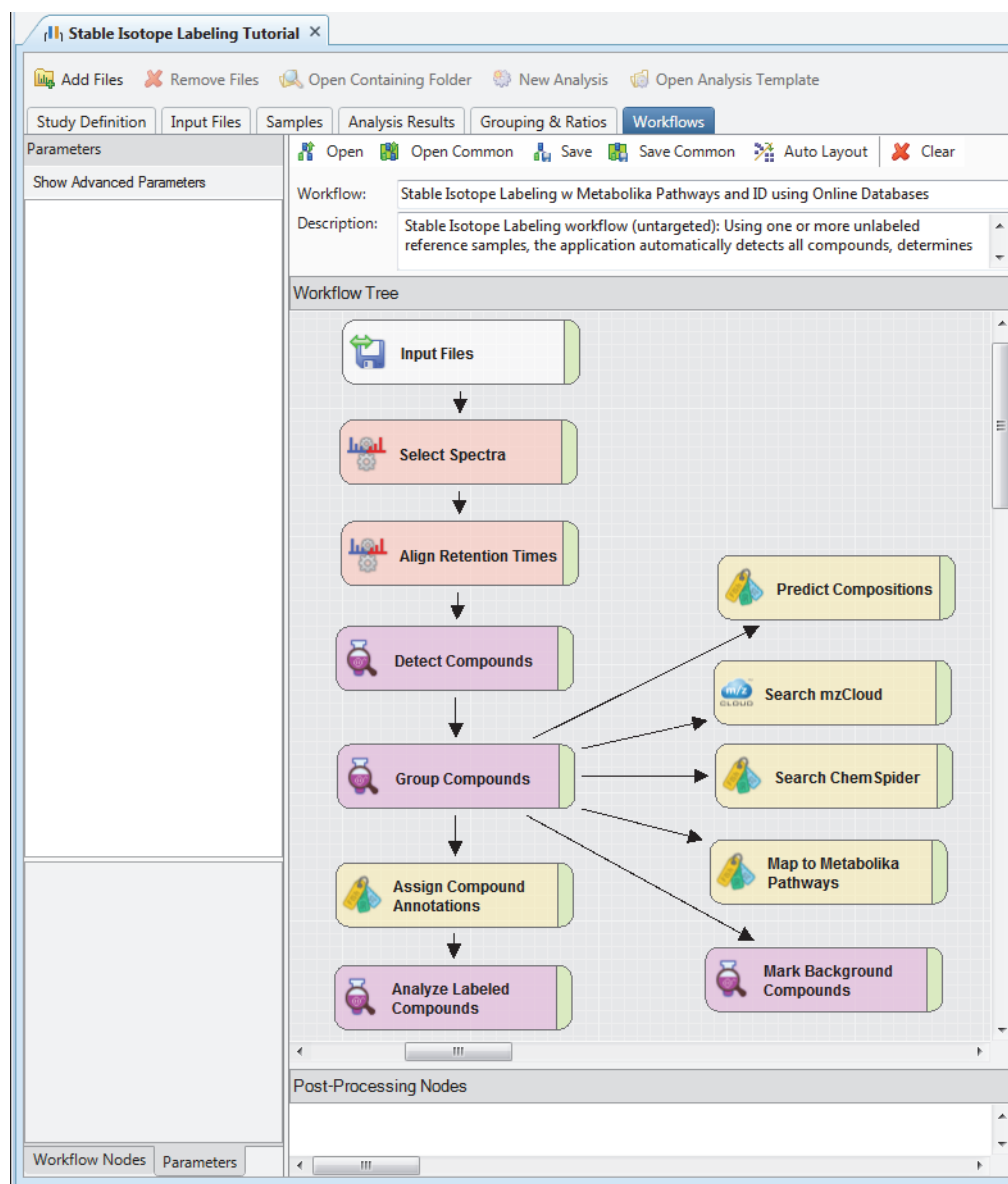 Stable Isotope Labeling Tutorial
Add Files Remove Files Open Containing Folder New Analysis Open Analysis Template
Study Definition Input Files Samples Analysis Results Grouping & Ratios Workflows
Parameters
Show Advanced Parameters
Open Open Common Save Save Common Auto Layout Clear
Workflow: Stable Isotope Labeling w Metabolika Pathways and ID using Online Databases
Description: Stable Isotope Labeling workflow (untargeted): Using one or more unlabeled
reference samples, the application automatically detects all compounds, determines
Workflow Tree
Input Files
Select Spectra
Align Retention Times
Detect Compounds
Group Compounds
Assign Compound
Annotations
Analyze Labeled
Compounds
Predict Compositions
m/z
CLOUD
Search mzCloud
Search ChemSpider
Map to Metabolika
Pathways
Mark Background
Compounds
Post-Processing Nodes
Workflow Nodes Parameters